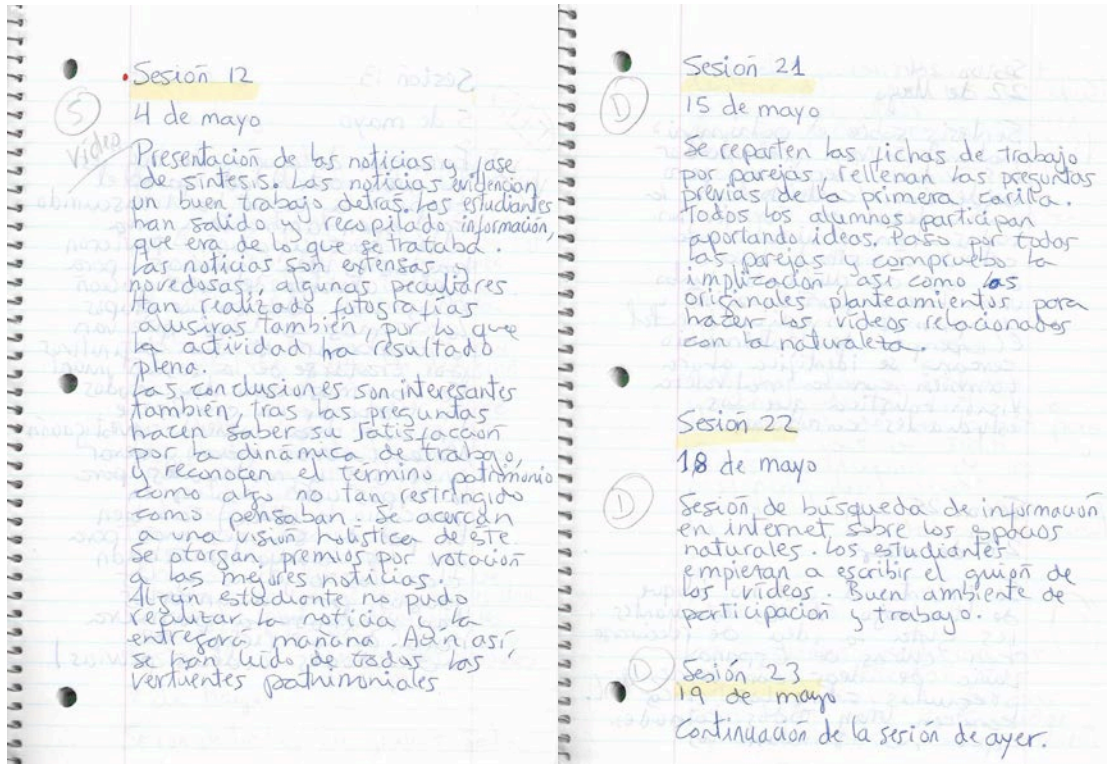 Sesión 12
S
4 de mayo
vídeo
Presentación de las noticias y fase
de síntesis. Las noticias evidencian
un buen trabajo detrás. Los estudiantes
han salido y recopilado información,
que era de lo que se trataba.
Las noticias son extensas,
novedosas, algunas peculiares
Han realizado fotografías
alusivas también, por lo que
la actividad ha resultado
plena.
Las conclusiones son interesantes
también, tras las preguntas
hacen saber su satisfacción
por la dinámica de trabajo,
y reconocen el término patrimonio
como algo no tan restringido
como pensaban. Se acercan
a una visión holística de este
Se otorgan premios por votación
a las mejores noticias.
Algún estudiante no pudo
realizar la noticia y la
entregará mañana. Aún así,
se han leído de todas las
vertientes patrimoniales
Sesión 21
D
15 de mayo
Se reparten las fichas de trabajo
por parejas, rellenan las preguntas
previas de la primera carilla.
Todos los alumnos participan
aportando ideas. Paso por todas
las parejas y compruebo la
implicación así como los
originales planteamientos para
hacer los vídeos relacionados
con la naturaleza.
Sesión 22
18 de mayo
D
Sesión de búsqueda de información
en internet sobre los espacios
naturales. Los estudiantes
empiezan a escribir el guión de
los vídeos. Buen ambiente de
participación y trabajo.
D
Sesión 23
19 de mayo
Continuación de la sesión de ayer.